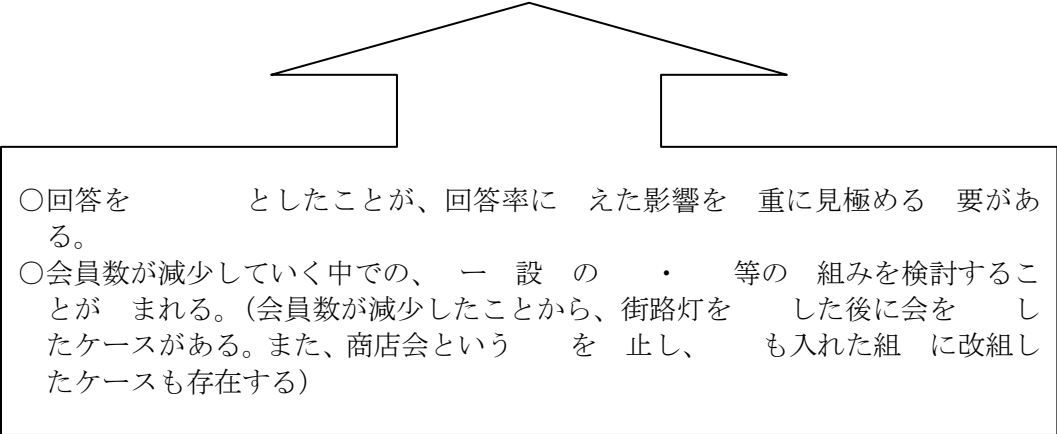 ○回答を　　　　としたことが、回答率に　えた影響を　重に見極める　要があ
る。
○会員数が減少していく中での、　ー　設　の　　・　　等の　組みを検討するこ
とが　まれる。（会員数が減少したことから、街路灯を　　した後に会を　　し
たケースがある。また、商店会という　　を　止し、　　も入れた組　に改組し
たケースも存在する）